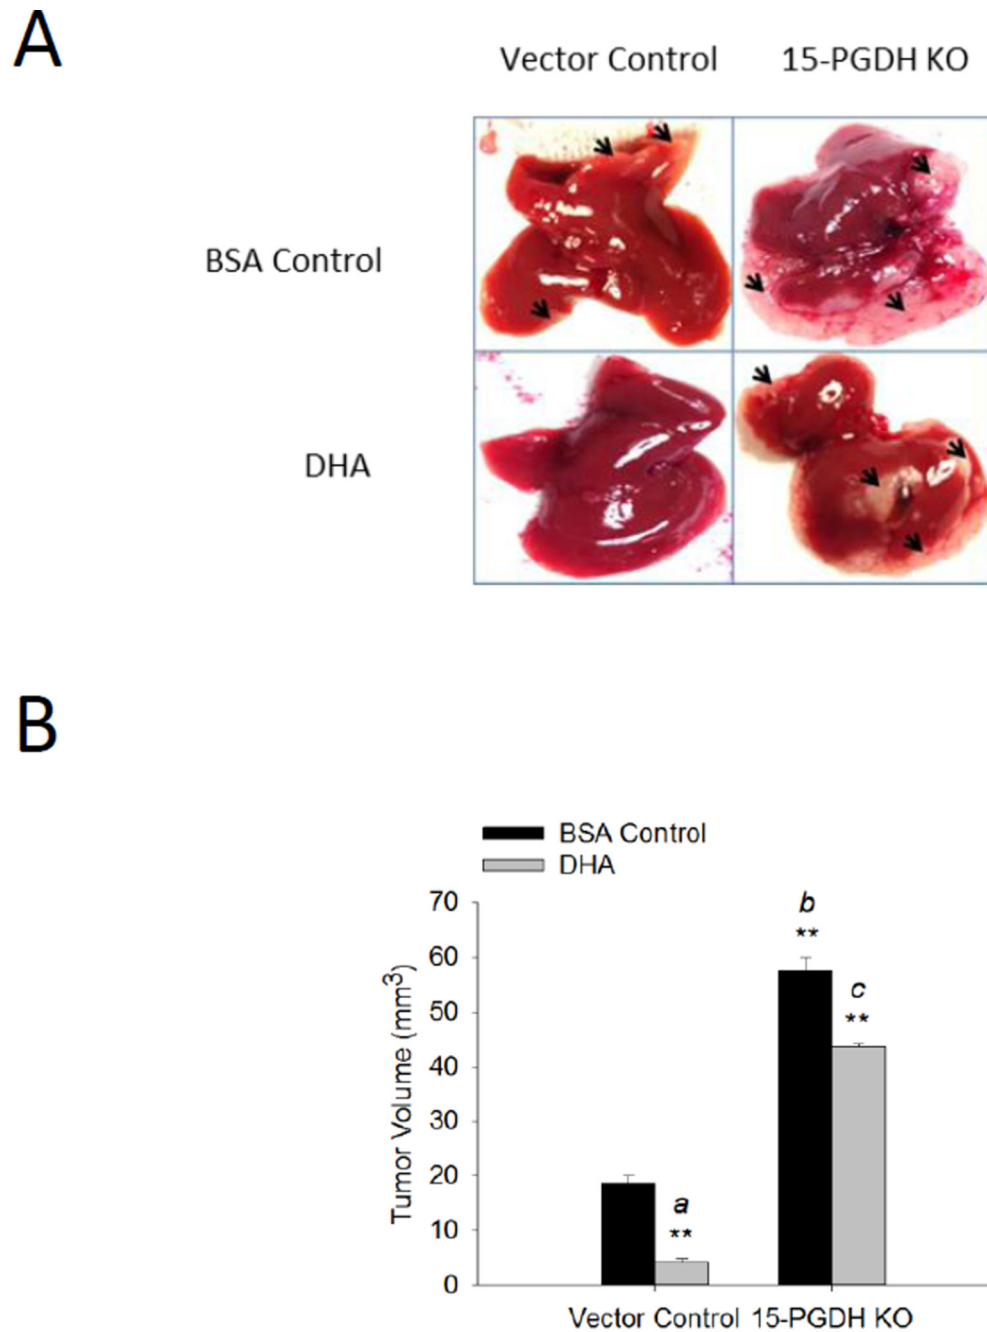 A
Vector Control 15-PGDH KO
BSA Control
DHA
B
BSA Control
DHA
Tumor Volume (mm³)
70
60
50
40
30
20
10
0
a
**
b
**
c
**
Vector Control 15-PGDH KO